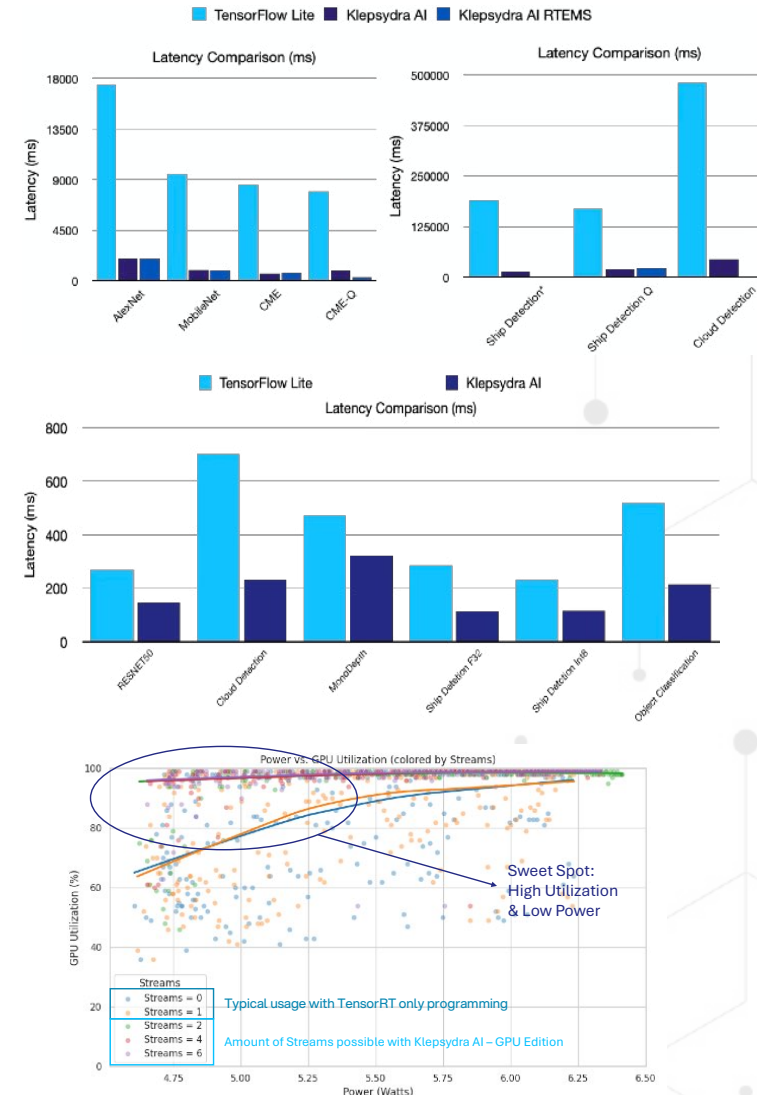 TensorFlow Lite Klepsydra AI Klepsydra AI RTEMS
Latency Comparison (ms)
Latency (ms)
18000
13500
9000
4500
0
AlexNet
MobileNet
CME
CME-Q
Latency Comparison (ms)
Latency (ms)
500000
375000
250000
125000
0
Ship Detection*
Ship Detection Q
Cloud Detection
TensorFlow Lite Klepsydra AI
Latency Comparison (ms)
Latency (ms)
800
600
400
200
0
RESNET50
Cloud Detection
MonoDepth
Ship Detetion F32
Ship Detction Int8
Object Classification
Power vs. GPU Utilization (colored by Streams)
GPU Utilization (%)
100
80
60
40
20
0
Sweet Spot:
High Utilization
& Low Power
Streams
Streams = 0
Streams = 1
Streams = 2
Streams = 4
Streams = 6
Typical usage with TensorRT only programming
Amount of Streams possible with Klepsydra AI – GPU Edition
4.75 5.00 5.25 5.50 5.75 6.00 6.25 6.50
Power (Watts)